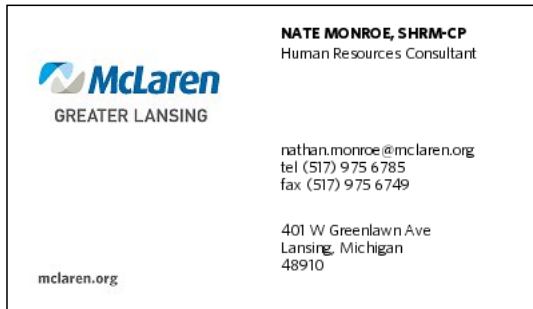 McLaren
GREATER LANSING
mclaren.org
NATE MONROE, SHRM-CP
Human Resources Consultant
nathan.monroe@mclaren.org
tel (517) 975 6785
fax (517) 975 6749
401 W Greenlawn Ave
Lansing, Michigan
48910